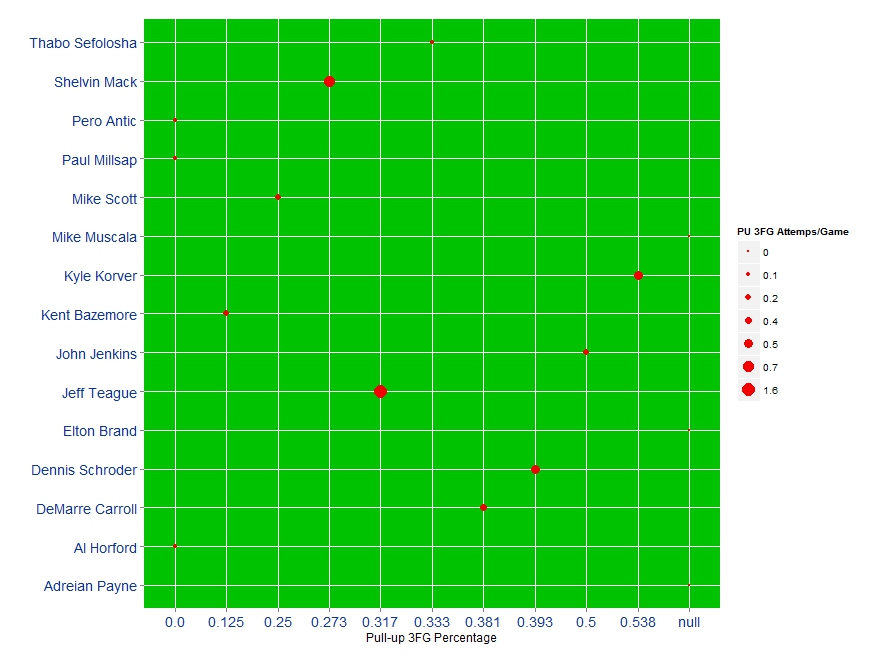 Thabo Sefolosha
Shelvin Mack
Pero Antic
Paul Millsap
Mike Scott
Mike Muscala
Kyle Korver
Kent Bazemore
John Jenkins
Jeff Teague
Elton Brand
Dennis Schroder
DeMarre Carroll
Al Horford
Adreian Payne
0.0 0.125 0.25 0.273 0.317 0.333 0.381 0.393 0.5 0.538 null
Pull-up 3FG Percentage
PU 3FG Attemps/Game
0
0.1
0.2
0.4
0.5
0.7
1.6